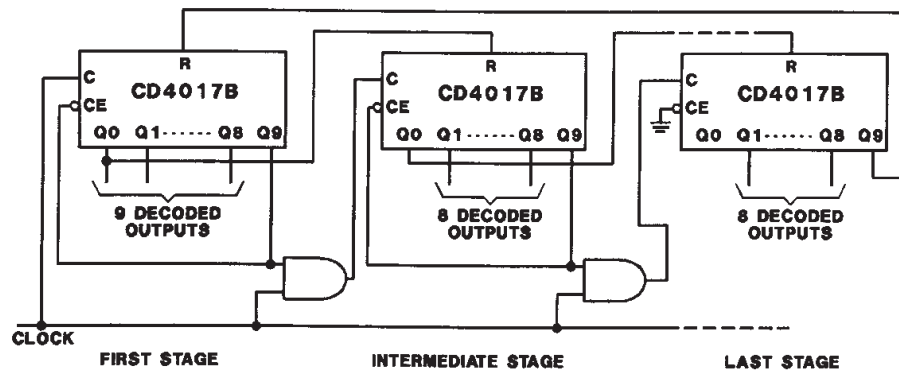 R
C
CD4017B
CE
Q0 Q1 ······ Q8 Q9
9 DECODED
OUTPUTS
R
C
CD4017B
CE
Q0 Q1 ······ Q8 Q9
8 DECODED
OUTPUTS
R
C
CD4017B
CE
Q0 Q1 ······ Q8 Q9
8 DECODED
OUTPUTS
CLOCK
FIRST STAGE
INTERMEDIATE STAGE
LAST STAGE